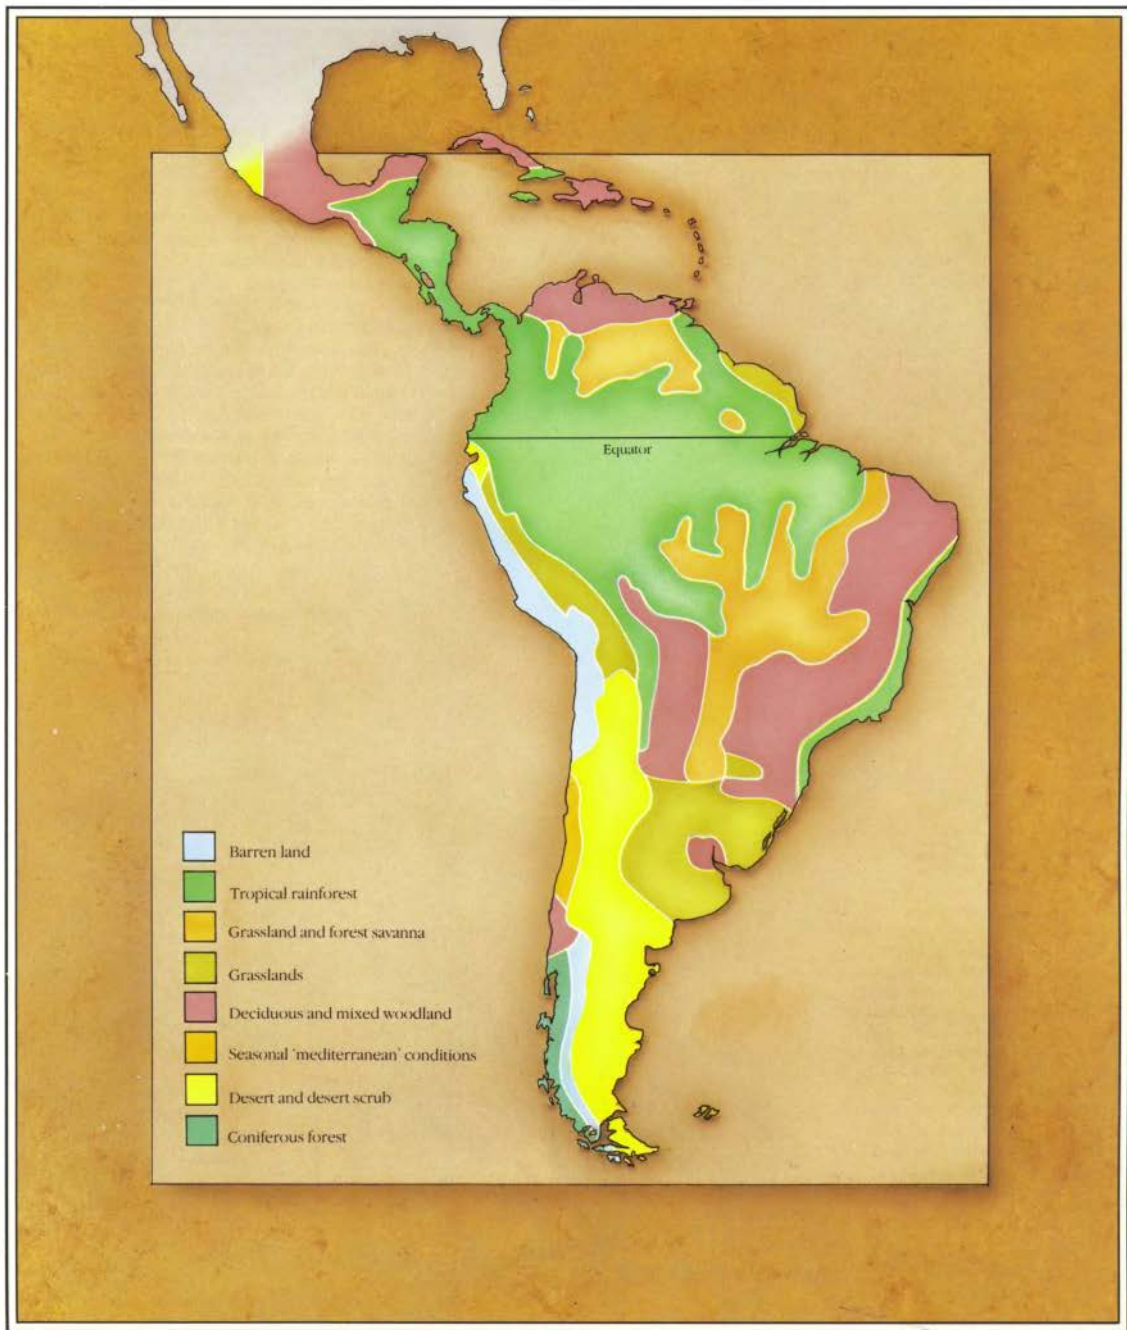 Equator
Barren land
Tropical rainforest
Grassland and forest savanna
Grasslands
Deciduous and mixed woodland
Seasonal 'mediterranean' conditions
Desert and desert scrub
Coniferous forest